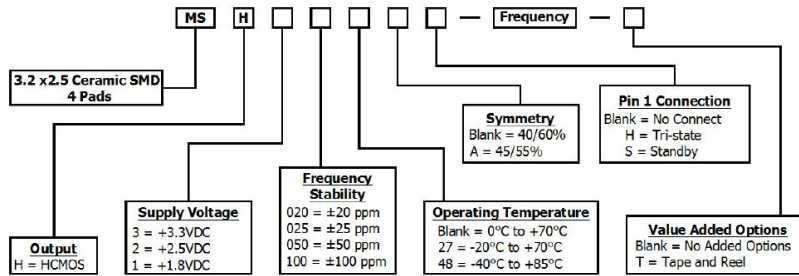 MS H — Frequency —
3.2 x2.5 Ceramic SMD
4 Pads
Symmetry
Blank = 40/60%
A = 45/55%
Pin 1 Connection
Blank = No Connect
H = Tri-state
S = Standby
Frequency
Stability
020 = ±20 ppm
025 = ±25 ppm
050 = ±50 ppm
100 = ±100 ppm
Output
H = HCMOS
Supply Voltage
3 = +3.3VDC
2 = +2.5VDC
1 = +1.8VDC
Operating Temperature
Blank = 0°C to +70°C
27 = -20°C to +70°C
48 = -40°C to +85°C
Value Added Options
Blank = No Added Options
T = Tape and Reel